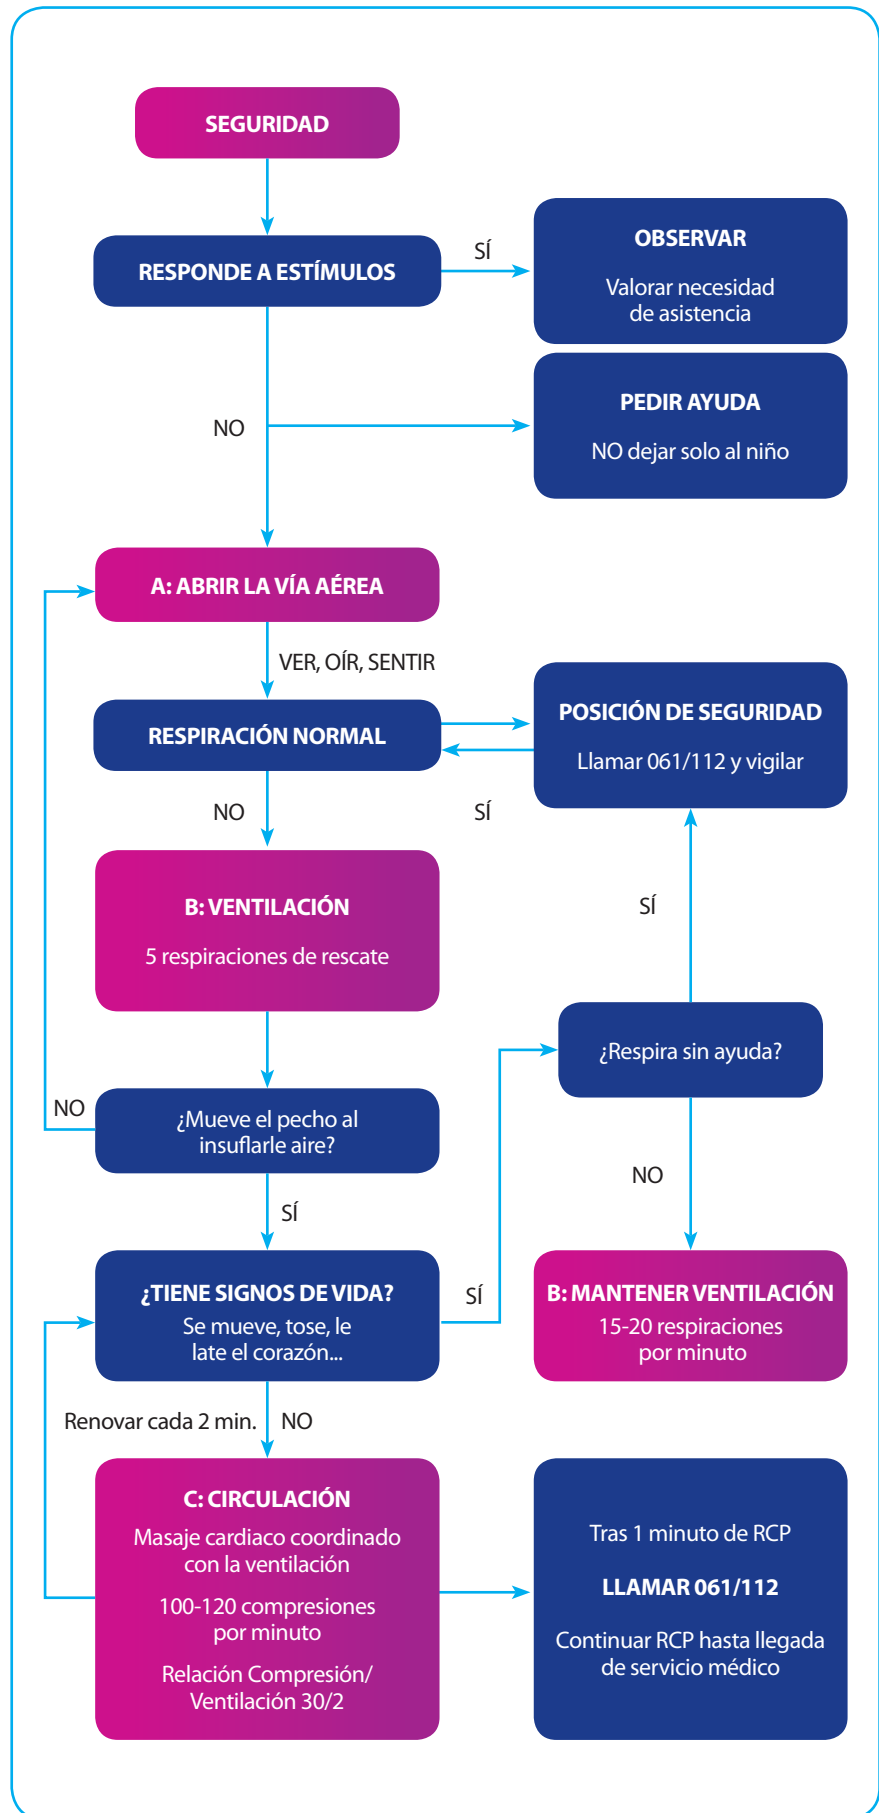 SEGURIDAD
RESPONDE A ESTÍMULOS
SÍ
OBSERVAR
Valorar necesidad
de asistencia
PEDIR AYUDA
NO dejar solo al niño
NO
A: ABRIR LA VÍA AÉREA
VER, OÍR, SENTIR
RESPIRACIÓN NORMAL
POSICIÓN DE SEGURIDAD
Llamar 061/112 y vigilar
NO
SÍ
B: VENTILACIÓN
5 respiraciones de rescate
SÍ
¿Respira sin ayuda?
NO
¿Mueve el pecho al
insuflarle aire?
NO
SÍ
¿TIENE SIGNOS DE VIDA?
Se mueve, tose, le
late el corazón...
SÍ
B: MANTENER VENTILACIÓN
15-20 respiraciones
por minuto
Renovar cada 2 min.
NO
C: CIRCULACIÓN
Masaje cardiaco coordinado
con la ventilación
100-120 compresiones
por minuto
Relación Compresión/
Ventilación 30/2
Tras 1 minuto de RCP
LLAMAR 061/112
Continuar RCP hasta llegada
de servicio médico